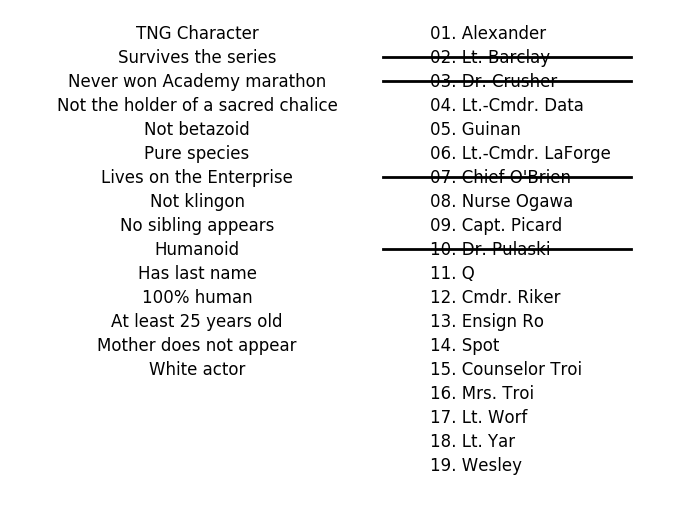 TNG Character
Survives the series
Never won Academy marathon
Not the holder of a sacred chalice
Not betazoid
Pure species
Lives on the Enterprise
Not klingon
No sibling appears
Humanoid
Has last name
100% human
At least 25 years old
Mother does not appear
White actor
01. Alexander
02. Lt. Barclay
03. Dr. Crusher
04. Lt.-Cmdr. Data
05. Guinan
06. Lt.-Cmdr. LaForge
07. Chief O'Brien
08. Nurse Ogawa
09. Capt. Picard
10. Dr. Pulaski
11. Q
12. Cmdr. Riker
13. Ensign Ro
14. Spot
15. Counselor Troi
16. Mrs. Troi
17. Lt. Worf
18. Lt. Yar
19. Wesley